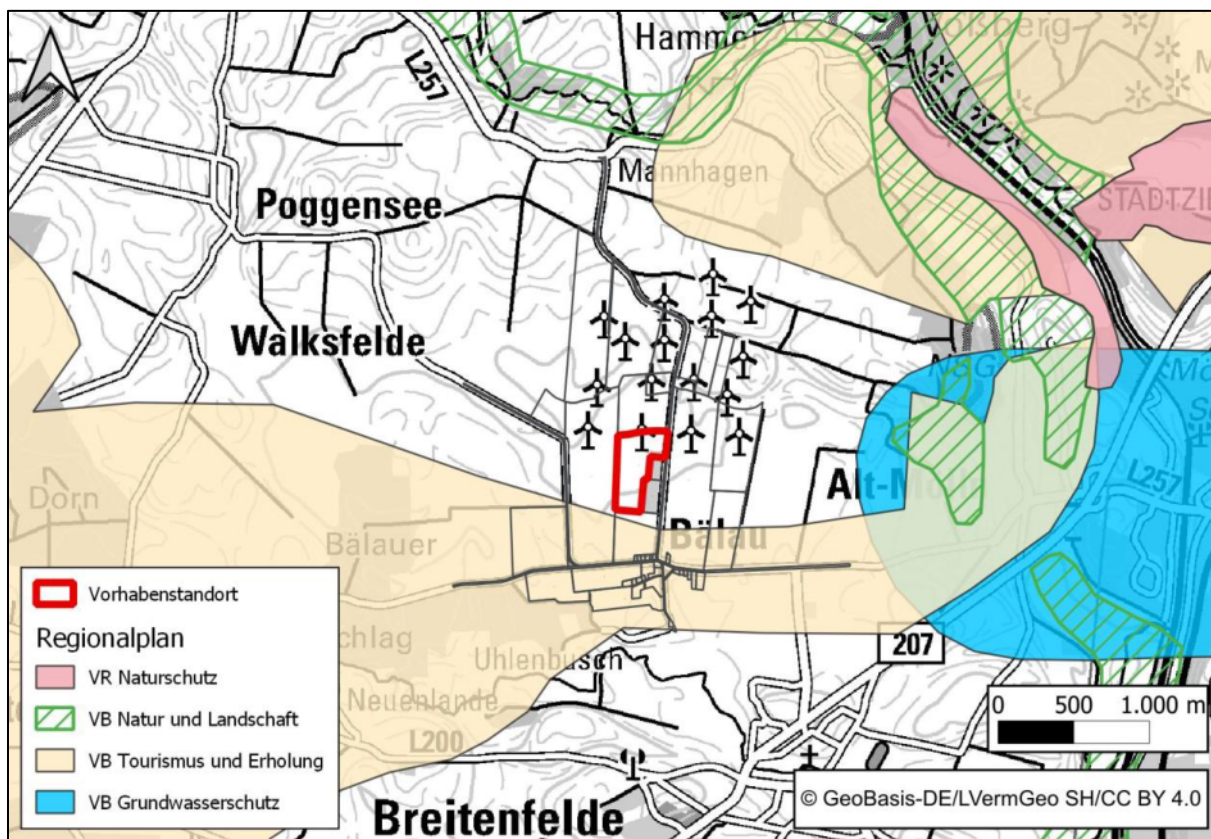 Hamme
L257
Mannhagen
STADTZIE
Poggensee
Walksfelde
Alt-M
L257
Dorn
Bälau
Bälauer
207
Uhlenbusch
Neuenlande
L200
Breitenfelde
Vorhabenstandort
Regionalplan
VR Naturschutz
VB Natur und Landschaft
VB Tourismus und Erholung
VB Grundwasserschutz
0 500 1.000 m
© GeoBasis-DE/LVermGeo SH/CC BY 4.0